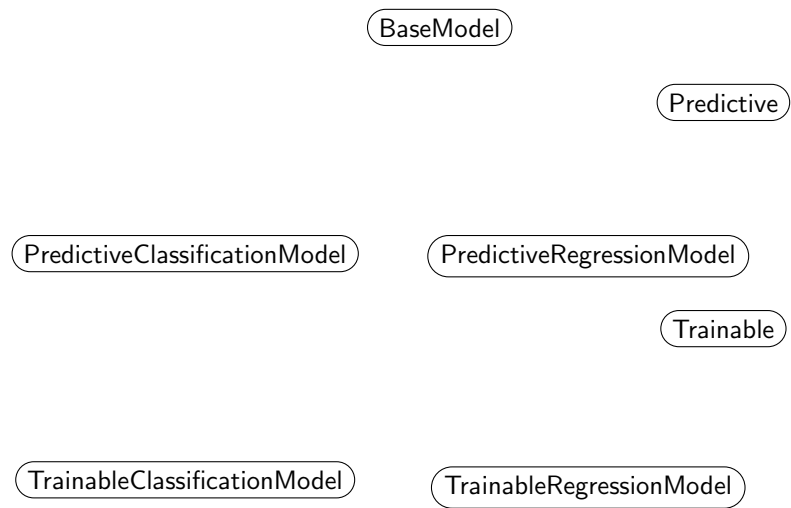 BaseModel
Predictive
PredictiveClassificationModel
PredictiveRegressionModel
Trainable
TrainableClassificationModel
TrainableRegressionModel